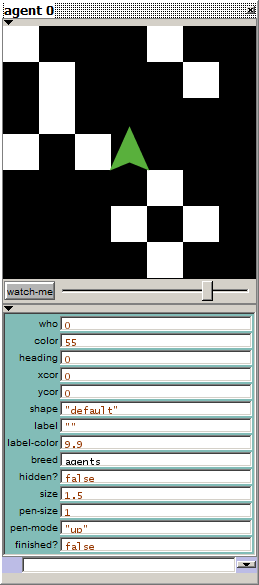 agent 0
watch-me
who 0
color 55
heading 0
xcor 0
ycor 0
shape "default"
label ""
label-color 9.9
breed agents
hidden? false
size 1.5
pen-size 1
pen-mode "up"
finished? false